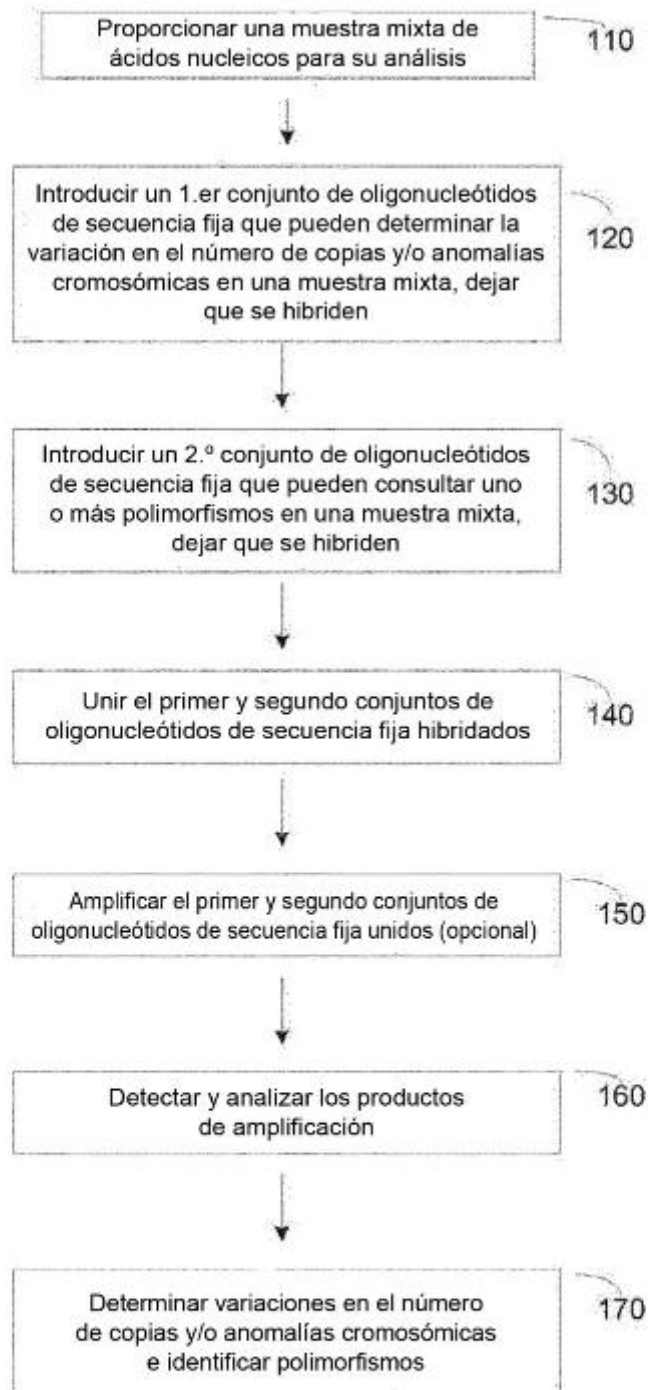 Proporcionar una muestra mixta de
ácidos nucleicos para su análisis
110
Introducir un 1.er conjunto de oligonucleótidos
de secuencia fija que pueden determinar la
variación en el número de copias y/o anomalías
cromosómicas en una muestra mixta, dejar
que se hibriden
120
Introducir un 2.º conjunto de oligonucleótidos
de secuencia fija que pueden consultar uno
o más polimorfismos en una muestra mixta,
dejar que se hibriden
130
Unir el primer y segundo conjuntos de
oligonucleótidos de secuencia fija hibridados
140
Amplificar el primer y segundo conjuntos de
oligonucleótidos de secuencia fija unidos (opcional)
150
Detectar y analizar los productos
de amplificación
160
Determinar variaciones en el número
de copias y/o anomalías cromosómicas
e identificar polimorfismos
170